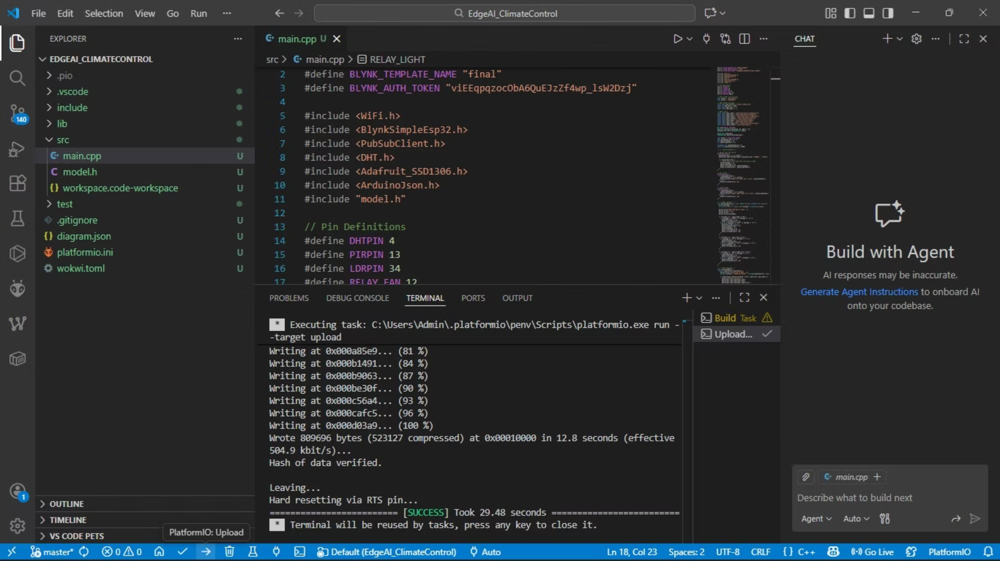 File Edit Selection View Go Run ··· EdgeAI_ClimateControl
EXPLORER ···
EDGEAI_CLIMATECONTROL
.pio
.vscode
include
lib
src
main.cpp U
model.h U
workspace.code-workspace U
test
.gitignore U
diagram.json U
platformio.ini U
wokwi.toml U
140
1
OUTLINE
TIMELINE
VS CODE PETS
PlatformIO: Upload
main.cpp U
src > main.cpp > RELAY_LIGHT
2 #define BLYNK_TEMPLATE_NAME "final"
3 #define BLYNK_AUTH_TOKEN "viEEqpqzocObA6QuEJzZf4wp_lsW2Dzj"
4
5 #include <WiFi.h>
6 #include <BlynkSimpleEsp32.h>
7 #include <PubSubClient.h>
8 #include <DHT.h>
9 #include <Adafruit_SSD1306.h>
10 #include <ArduinoJson.h>
11 #include "model.h"
12
13 // Pin Definitions
14 #define DHTPIN 4
15 #define PIRPIN 13
16 #define LDRPIN 34
17 #define RELAY_FAN 12
PROBLEMS DEBUG CONSOLE TERMINAL PORTS OUTPUT
* Executing task: C:\Users\Admin\.platformio\penv\Scripts\platformio.exe run -
-target upload
Writing at 0x000a85e9... (81 %)
Writing at 0x000b1491... (84 %)
Writing at 0x000b9063... (87 %)
Writing at 0x000be30f... (90 %)
Writing at 0x000c56a4... (93 %)
Writing at 0x000cafc5... (96 %)
Writing at 0x000d03a9... (100 %)
Wrote 809696 bytes (523127 compressed) at 0x00010000 in 12.8 seconds (effective
504.9 kbit/s)...
Hash of data verified.
Leaving...
Hard resetting via RTS pin...
========================= [SUCCESS] Took 29.48 seconds =========================
* Terminal will be reused by tasks, press any key to close it.
Build Task
Upload...
CHAT
Build with Agent
AI responses may be inaccurate.
Generate Agent Instructions to onboard AI
onto your codebase.
main.cpp +
Describe what to build next
Agent Auto
master* 0 0 Default (EdgeAI_ClimateControl) Auto Ln 18, Col 23 Spaces: 2 UTF-8 CRLF {} C++ Go Live PlatformIO